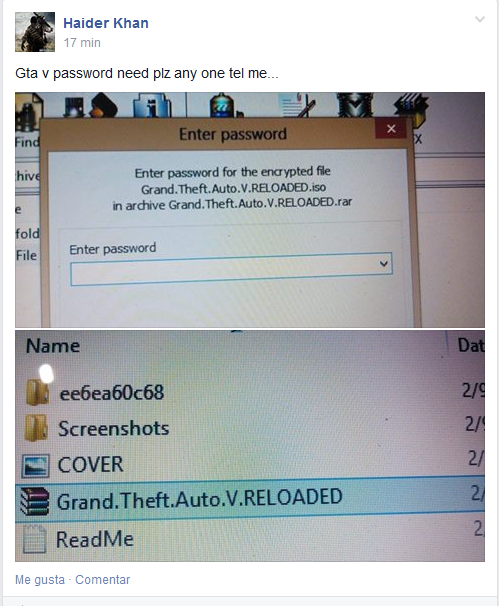 Haider Khan
17 min
Gta v password need plz any one tel me...
Find
Enter password
hive
Enter password for the encrypted file
Grand.Theft.Auto.V.RELOADED.iso
in archive Grand.Theft.Auto.V.RELOADED.rar
e
fold
File
Enter password
Name
Dat
ee6ea60c68
2/9
Screenshots
2/9
COVER
2/
Grand.Theft.Auto.V.RELOADED
2/
ReadMe
2
Me gusta · Comentar